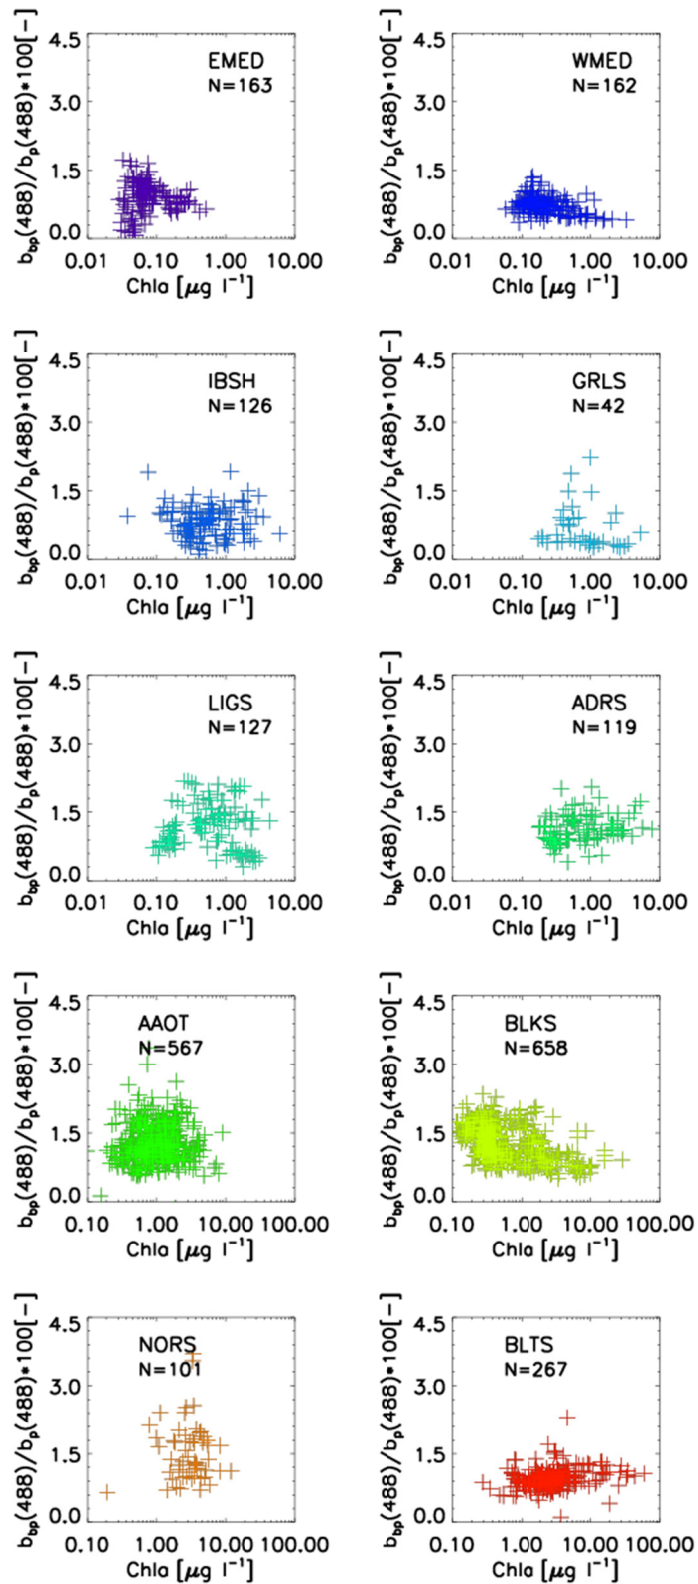 4.5
3.0
1.5
0.0
b_bp(488)/b_p(488)*100[-]
EMED
N=163
0.01 0.10 1.00 10.00
Chla [μg l⁻¹]
4.5
3.0
1.5
0.0
b_bp(488)/b_p(488)*100[-]
WMED
N=162
0.01 0.10 1.00 10.00
Chla [μg l⁻¹]
4.5
3.0
1.5
0.0
b_bp(488)/b_p(488)*100[-]
IBSH
N=126
0.01 0.10 1.00 10.00
Chla [μg l⁻¹]
4.5
3.0
1.5
0.0
b_bp(488)/b_p(488)*100[-]
GRLS
N=42
0.01 0.10 1.00 10.00
Chla [μg l⁻¹]
4.5
3.0
1.5
0.0
b_bp(488)/b_p(488)*100[-]
LIGS
N=127
0.01 0.10 1.00 10.00
Chla [μg l⁻¹]
4.5
3.0
1.5
0.0
b_bp(488)/b_p(488)*100[-]
ADRS
N=119
0.01 0.10 1.00 10.00
Chla [μg l⁻¹]
4.5
3.0
1.5
0.0
b_bp(488)/b_p(488)*100[-]
AAOT
N=567
0.10 1.00 10.00 100.00
Chla [μg l⁻¹]
4.5
3.0
1.5
0.0
b_bp(488)/b_p(488)*100[-]
BLKS
N=658
0.10 1.00 10.00 100.00
Chla [μg l⁻¹]
4.5
3.0
1.5
0.0
b_bp(488)/b_p(488)*100[-]
NORS
N=101
0.10 1.00 10.00 100.00
Chla [μg l⁻¹]
4.5
3.0
1.5
0.0
b_bp(488)/b_p(488)*100[-]
BLTS
N=267
0.10 1.00 10.00 100.00
Chla [μg l⁻¹]